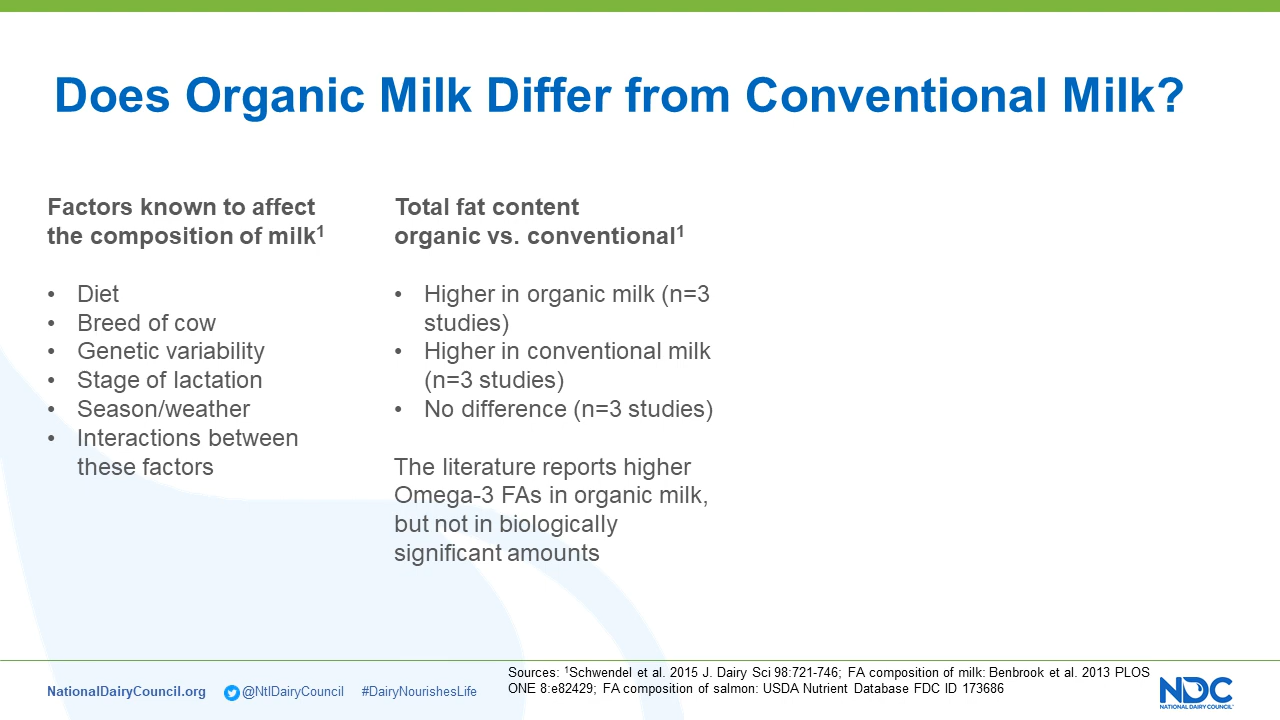 Does Organic Milk Differ from Conventional Milk?
Factors known to affect
the composition of milk¹
• Diet
• Breed of cow
• Genetic variability
• Stage of lactation
• Season/weather
• Interactions between
these factors
Total fat content
organic vs. conventional¹
• Higher in organic milk (n=3
studies)
• Higher in conventional milk
(n=3 studies)
• No difference (n=3 studies)
The literature reports higher
Omega-3 FAs in organic milk,
but not in biologically
significant amounts
NationalDairyCouncil.org
@NtlDairyCouncil
#DairyNourishesLife
Sources: ¹Schwendel et al. 2015 J. Dairy Sci 98:721-746; FA composition of milk: Benbrook et al. 2013 PLOS
ONE 8:e82429; FA composition of salmon: USDA Nutrient Database FDC ID 173686
NDC
NATIONAL DAIRY COUNCIL